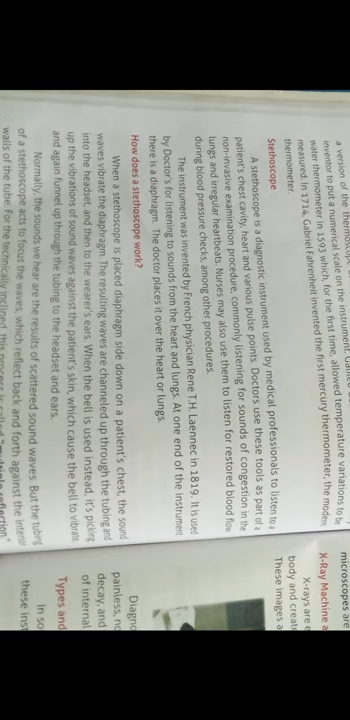 a version of the thermoscope
inventor to put a numerical scale on the instrument.
water thermometer in 1593 which, for the first time, allowed temperature variations to be
measured. In 1714, Gabriel Fahrenheit invented the first mercury thermometer, the modern
thermometer.
Stethoscope
A stethoscope is a diagnostic instrument used by medical professionals to listen to a
patient's chest cavity, heart and various pulse points. Doctors use these tools as part of a
non-invasive examination procedure, commonly listening for sounds of congestion in the
lungs and irregular heartbeats. Nurses may also use them to listen for restored blood flow
during blood pressure checks, among other procedures.
The instrument was invented by French physician Rene T.H. Laennec in 1819. It is used
by Doctor's for listening to sounds from the heart and lungs. At one end of the instrument
there is a diaphragm. The doctor places it over the heart or lungs.
How does a stethoscope work?
When a stethoscope is placed diaphragm side down on a patient's chest, the sound
waves vibrate the diaphragm. The resulting waves are channeled up through the tubing and
into the headset, and then to the wearer's ears. When the bell is used instead, it's picking
up the vibrations of sound waves against the patient's skin, which cause the bell to vibrate
and again funnel up through the tubing to the headset and ears.
Normally, the sounds we hear are the results of scattered sound waves. But the tubing
of a stethoscope acts to focus the waves, which reflect back and forth against the interior
walls of the tube. For the technically inclined, this process is called "multiple reflection."
microscopes are
X-Ray Machine a
X-rays are e
body and create
These images a
Diagno
painless, no
decay, and
of internal
Types and
In so
these inst